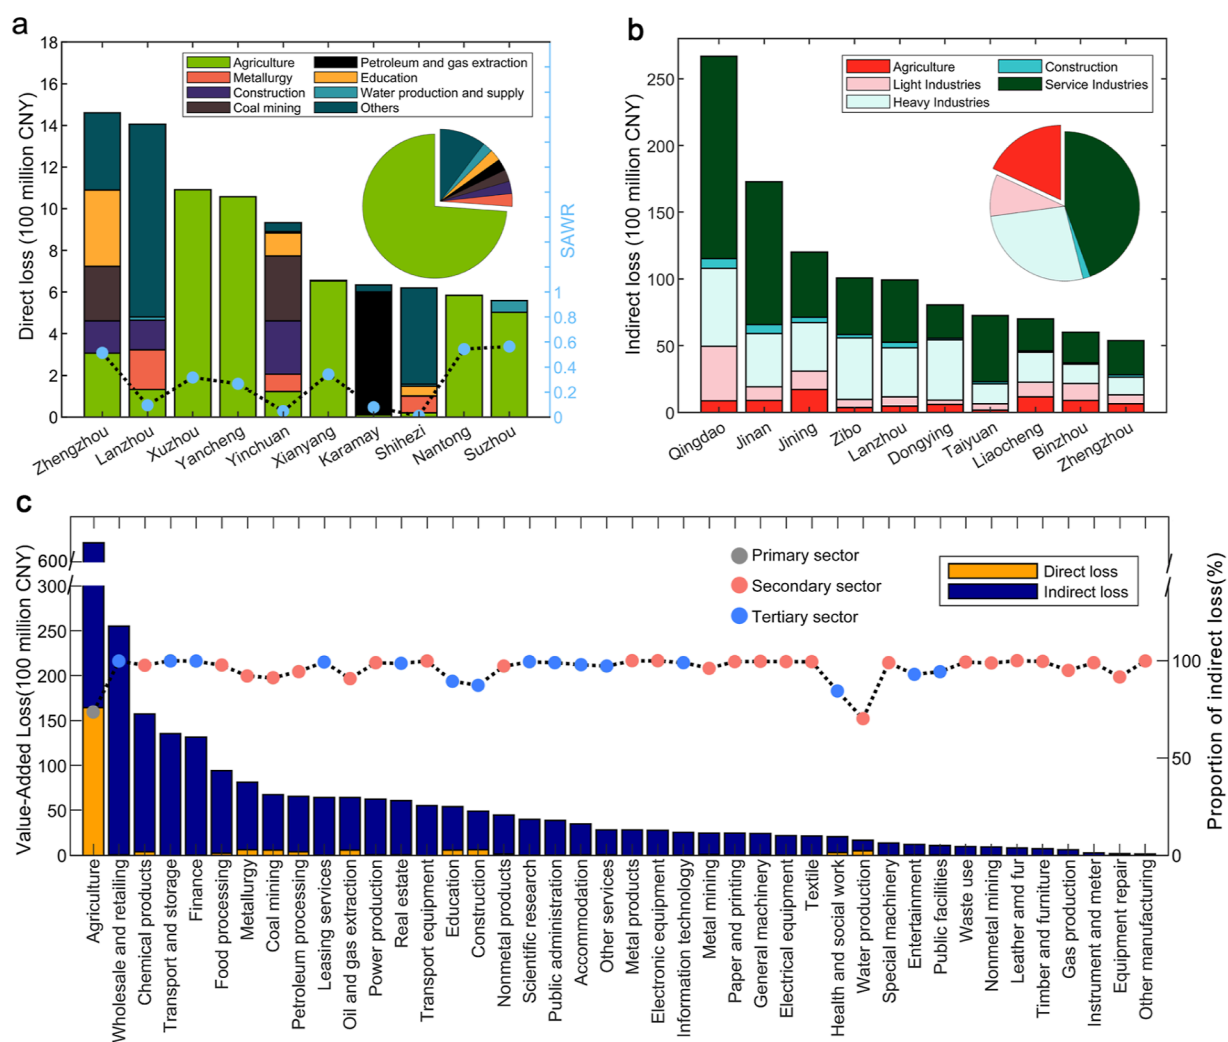 a
Direct loss (100 million CNY)
18
16
14
12
10
8
6
4
2
0
Agriculture
Metallurgy
Construction
Coal mining
Petroleum and gas extraction
Education
Water production and supply
Others
SAWR
1
0.8
0.6
0.4
0.2
0
Zhengzhou
Lanzhou
Xuzhou
Yancheng
Yinchuan
Xianyang
Karamay
Shihezi
Nantong
Suzhou
b
Indirect loss (100 million CNY)
250
200
150
100
50
0
Agriculture
Light Industries
Heavy Industries
Construction
Service Industries
Qingdao
Jinan
Jining
Zibo
Lanzhou
Dongying
Taiyuan
Liaocheng
Binzhou
Zhengzhou
c
Value-Added Loss(100 million CNY)
600
300
250
200
150
100
50
0
Primary sector
Secondary sector
Tertiary sector
Direct loss
Indirect loss
100
50
0
Proportion of indirect loss(%)
Agriculture
Wholesale and retailing
Chemical products
Transport and storage
Finance
Food processing
Metallurgy
Coal mining
Petroleum processing
Leasing services
Oil and gas extraction
Power production
Real estate
Transport equipment
Education
Construction
Nonmetal products
Scientific research
Public administration
Accommodation
Other services
Metal products
Electronic equipment
Information technology
Metal mining
Paper and printing
General machinery
Electrical equipment
Textile
Health and social work
Water production
Special machinery
Entertainment
Public facilities
Waste use
Nonmetal mining
Leather amd fur
Timber and furniture
Gas production
Instrument and meter
Equipment repair
Other manufacturing